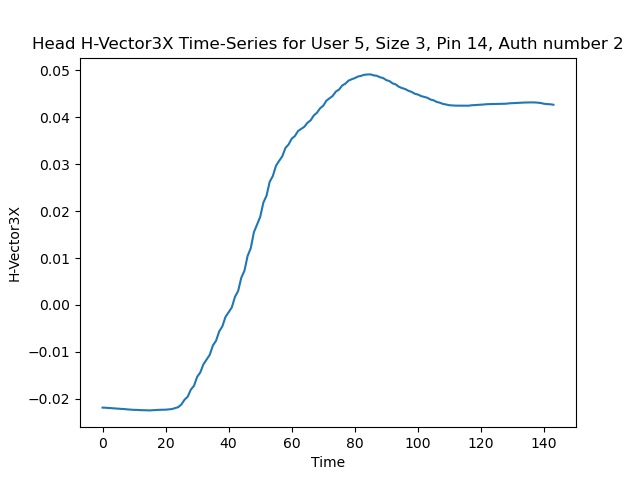 Head H-Vector3X Time-Series for User 5, Size 3, Pin 14, Auth number 2
0.05
0.04
0.03
0.02
0.01
0.00
−0.01
−0.02
H-Vector3X
0 20 40 60 80 100 120 140
Time